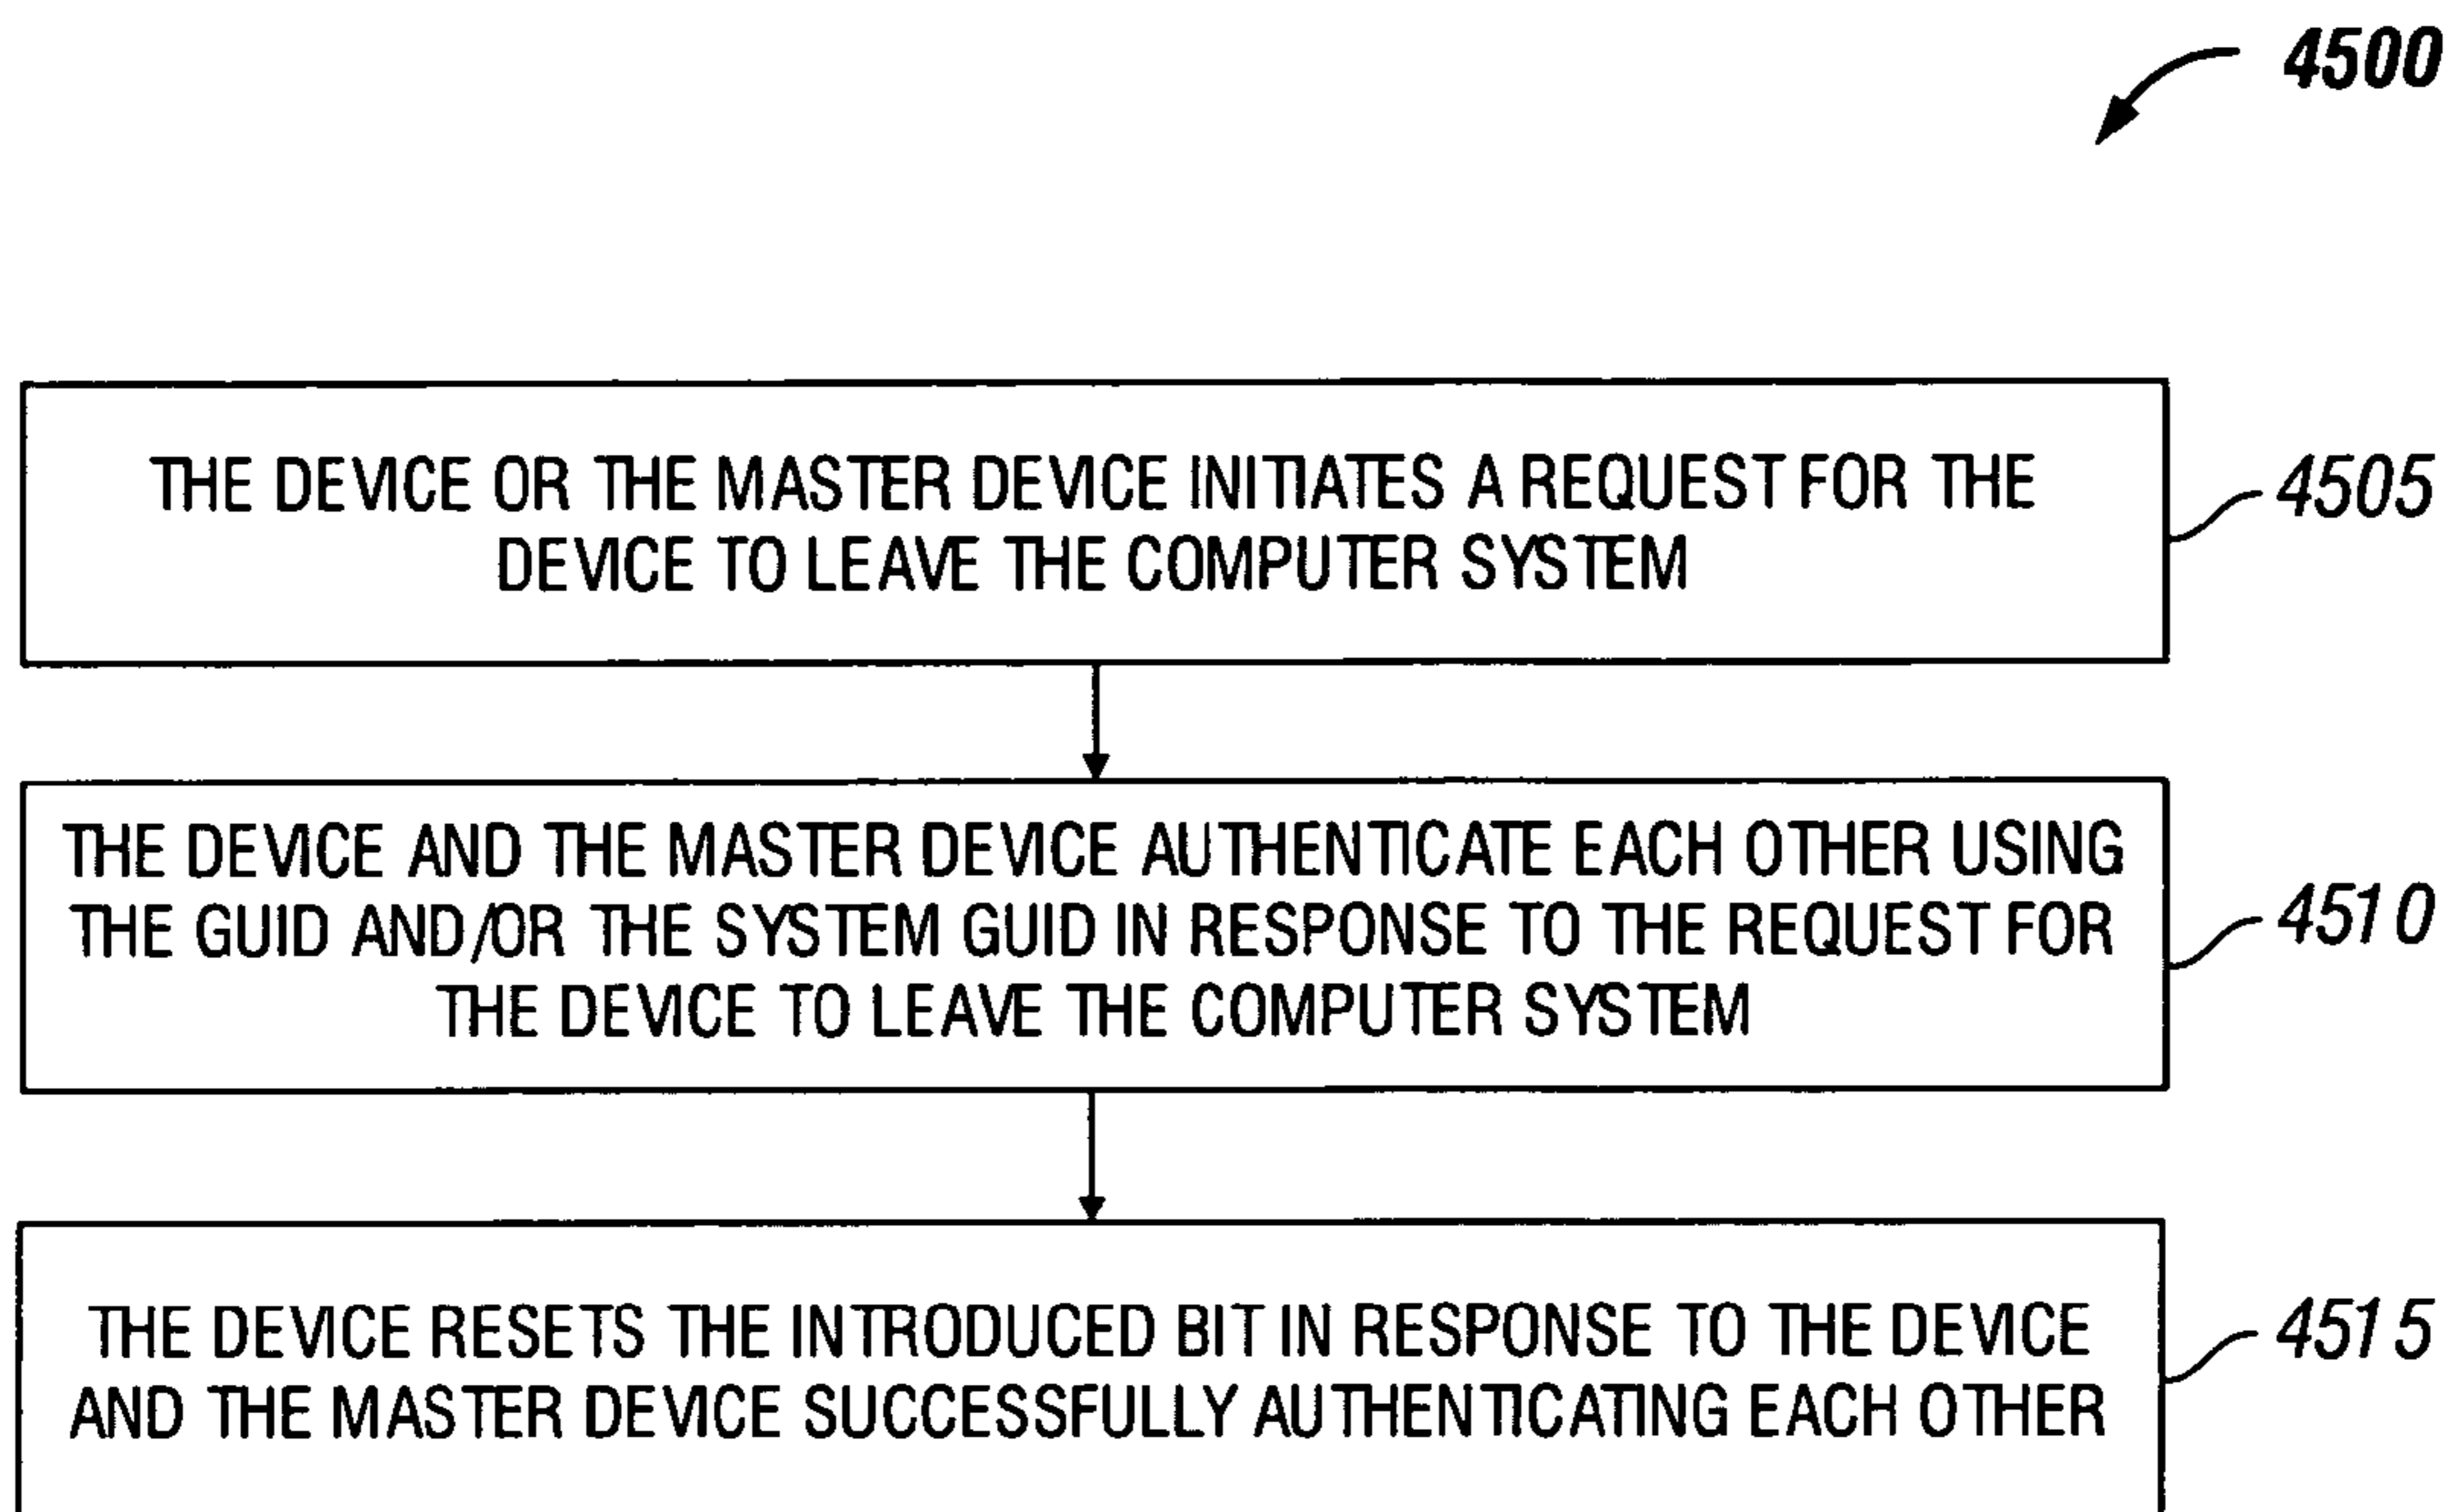 4500
THE DEVICE OR THE MASTER DEVICE INITIATES A REQUEST FOR THE
DEVICE TO LEAVE THE COMPUTER SYSTEM
4505
THE DEVICE AND THE MASTER DEVICE AUTHENTICATE EACH OTHER USING
THE GUID AND/OR THE SYSTEM GUID IN RESPONSE TO THE REQUEST FOR
THE DEVICE TO LEAVE THE COMPUTER SYSTEM
4510
THE DEVICE RESETS THE INTRODUCED BIT IN RESPONSE TO THE DEVICE
AND THE MASTER DEVICE SUCCESSFULLY AUTHENTICATING EACH OTHER
4515